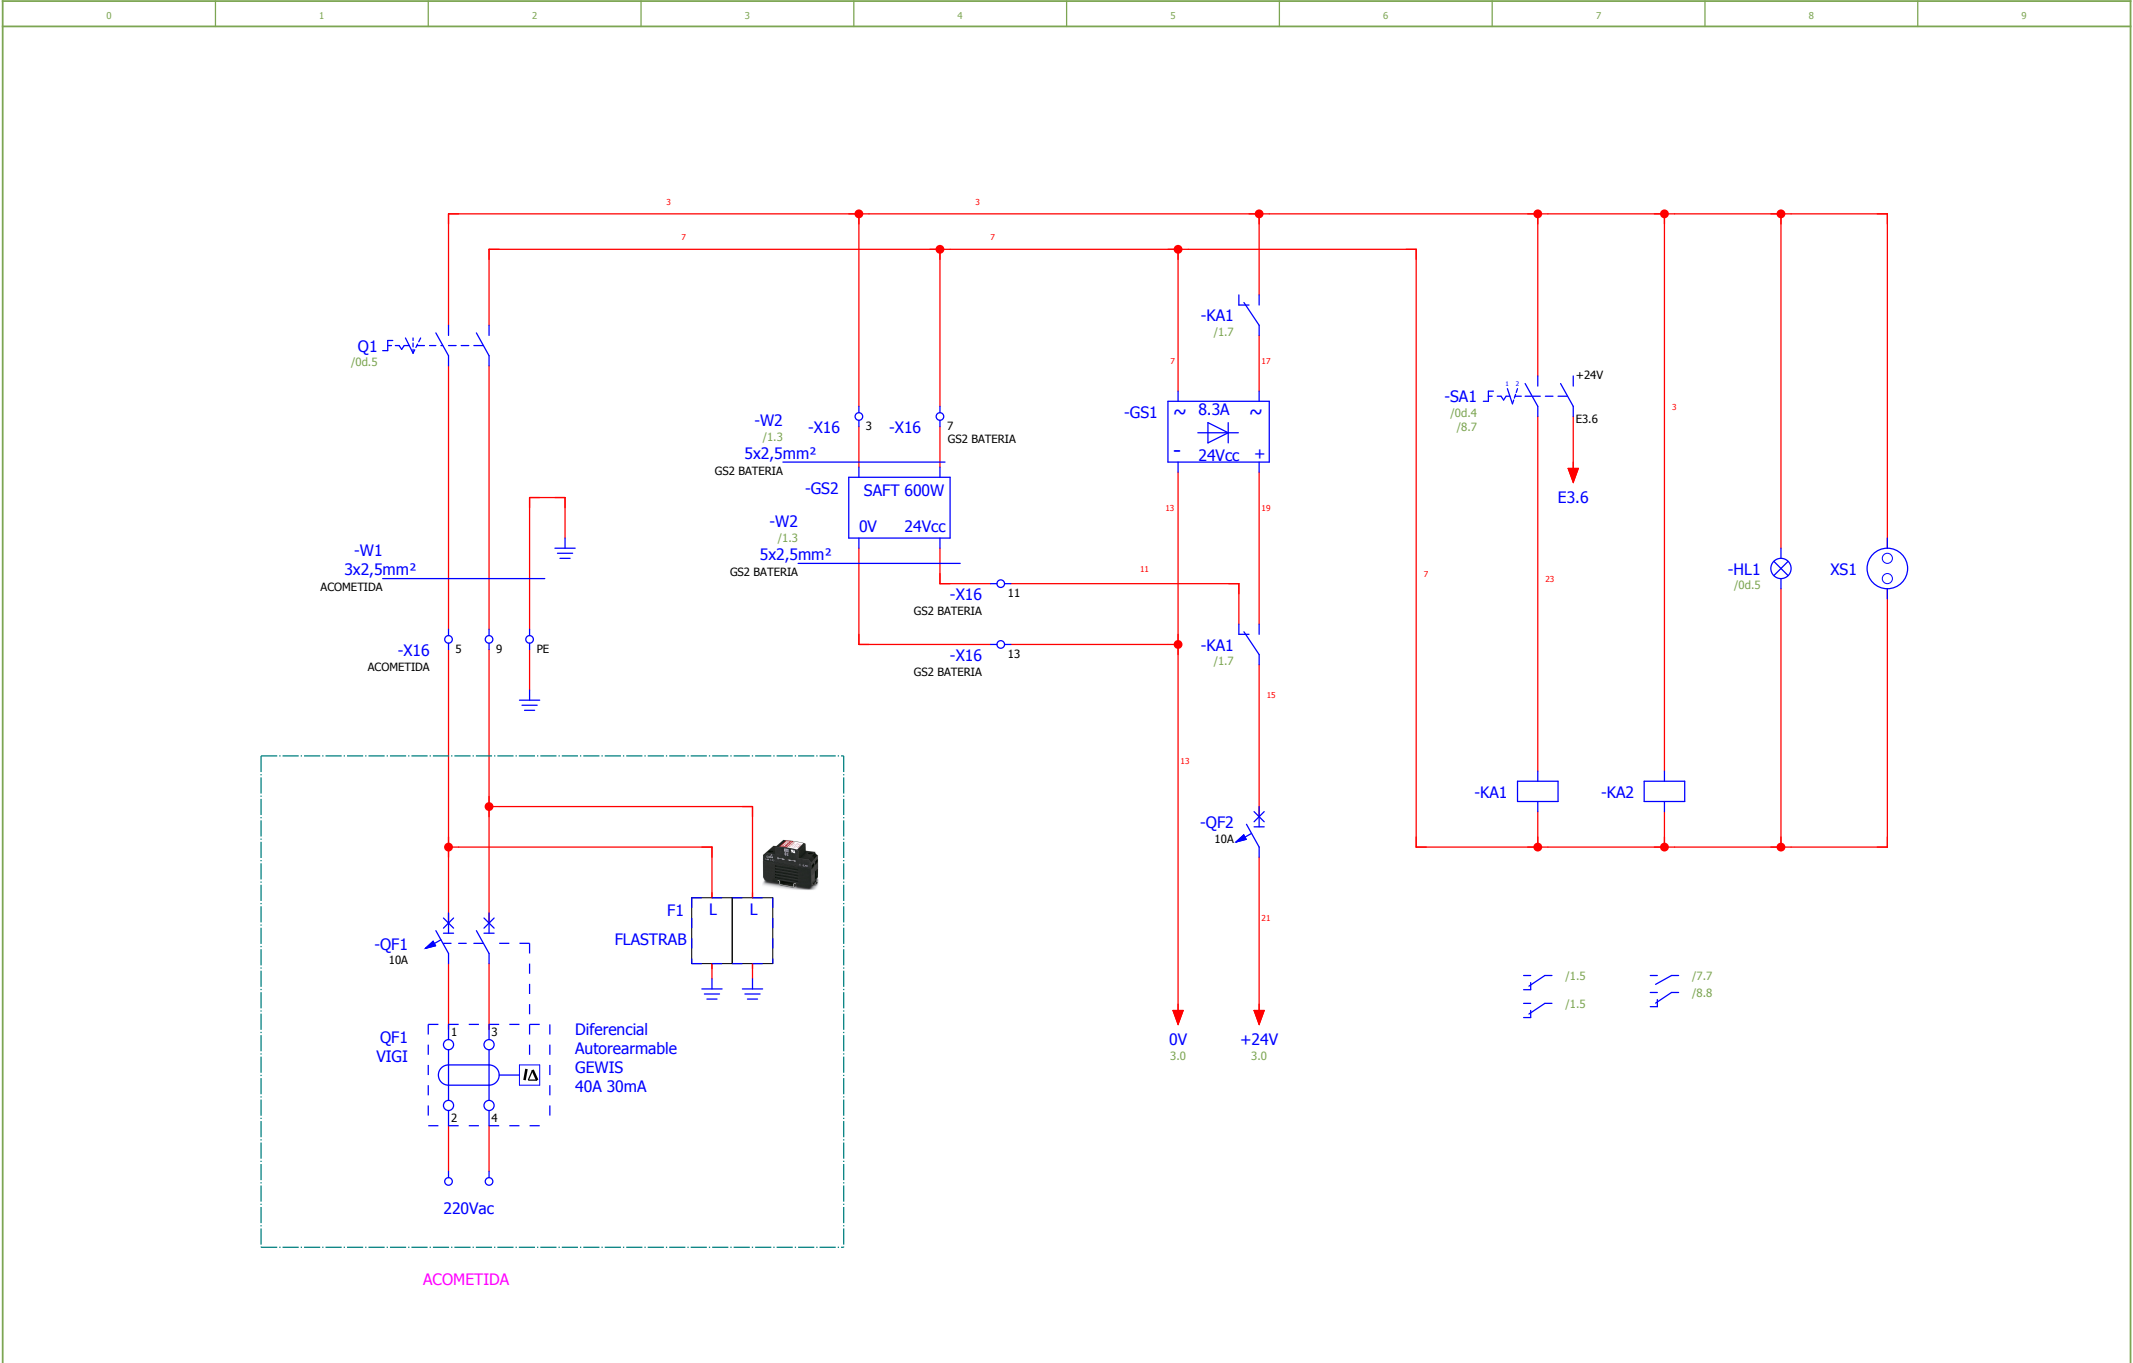 0 1 2 3 4 5 6 7 8 9
3 3
7 7
Q1
/0d.5
-KA1
/1.7
7 17
-W2
/1.3
5x2,5mm²
GS2 BATERIA
-X16 3
-X16 7
GS2 BATERIA
-GS1
~ 8.3A ~
- 24Vcc +
-SA1
1 2
/0d.4
/8.7
+24V
E3.6
E3.6
3
-GS2
SAFT 600W
0V 24Vcc
-W2
/1.3
5x2,5mm²
GS2 BATERIA
13 19
-W1
3x2,5mm²
ACOMETIDA
11
-X16 11
GS2 BATERIA
7
23
-HL1
/0d.5
XS1
-X16 5 9 PE
ACOMETIDA
-X16 13
GS2 BATERIA
-KA1
/1.7
15
13
-KA1
-KA2
-QF2
10A
F1 L L
FLASTRAB
-QF1
10A
21
/1.5
/1.5
/7.7
/8.8
QF1
VIGI
1 3
2 4
I∆
Diferencial
Autorearmable
GEWIS
40A 30mA
0V
3.0
+24V
3.0
220Vac
ACOMETIDA